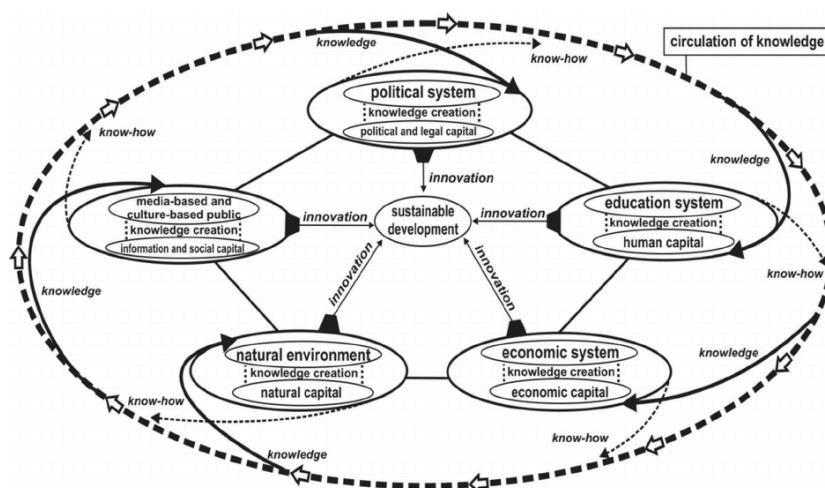 knowledge
know-how
circulation of knowledge
political system
knowledge creation
political and legal capital
know-how
knowledge
innovation
media-based and
culture-based public
knowledge creation
information and social capital
innovation
sustainable
development
innovation
education system
knowledge creation
human capital
know-how
knowledge
innovation
innovation
natural environment
knowledge creation
natural capital
economic system
knowledge creation
economic capital
knowledge
know-how
know-how
knowledge